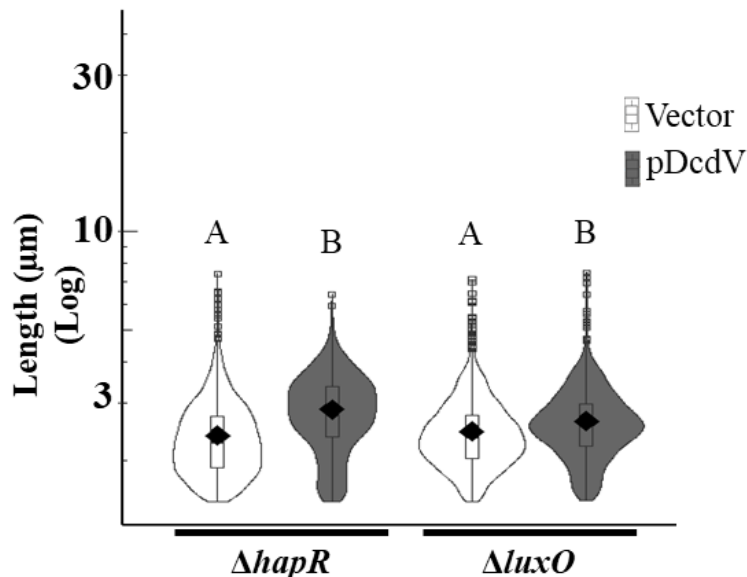 30
Vector
pDcdV
10
A
B
A
B
Length (µm)
(Log)
3
ΔhapR
ΔluxO